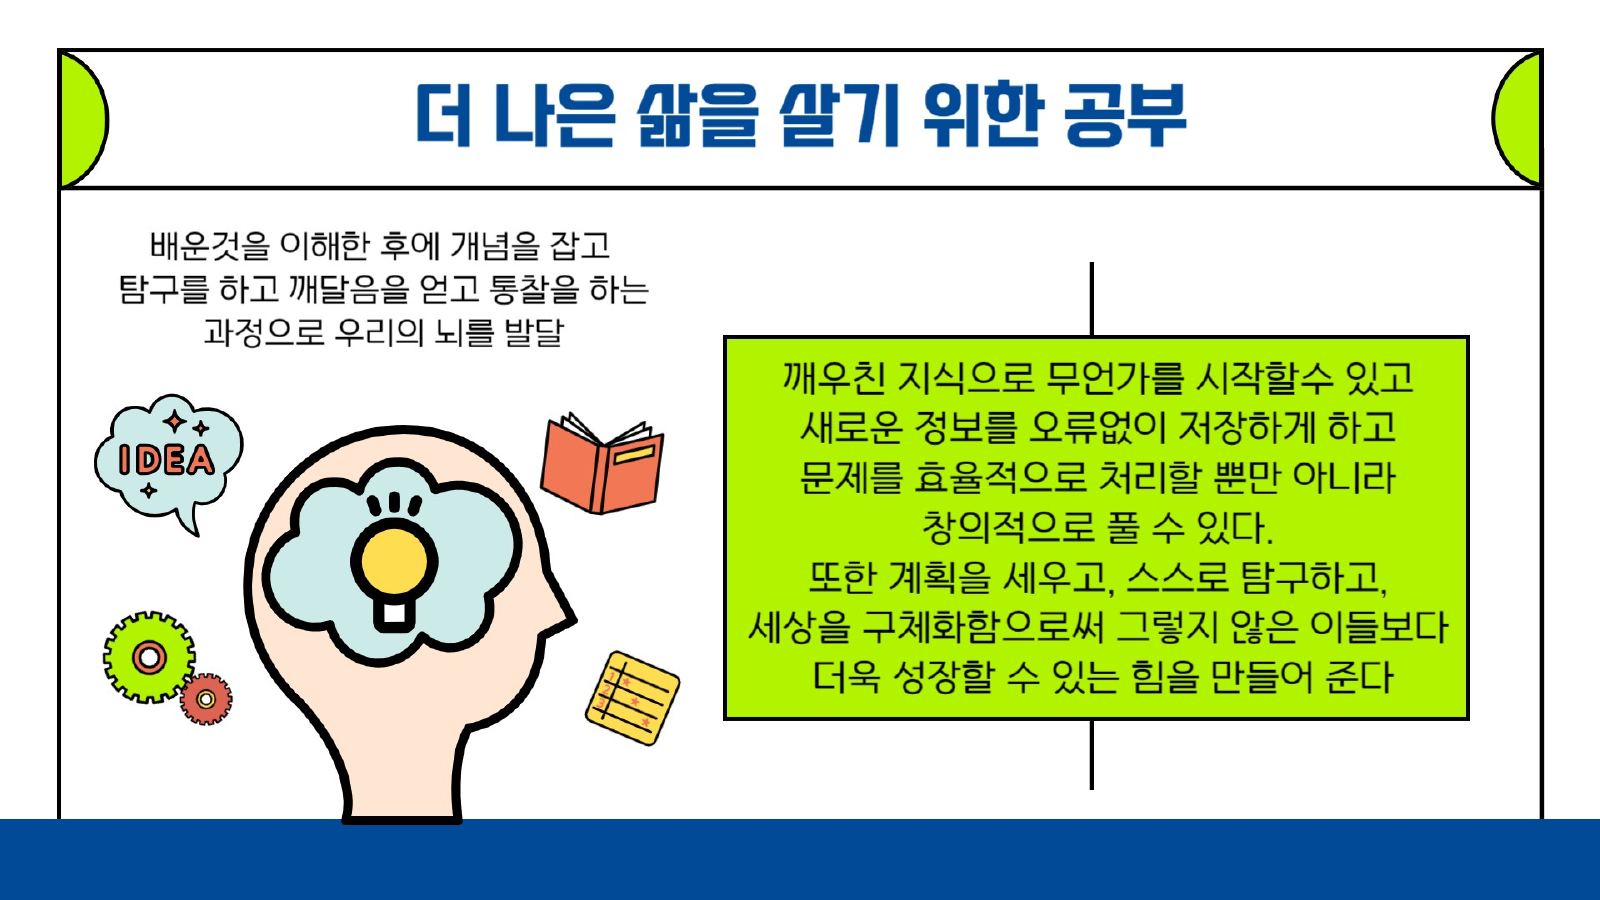 더 나은 삶을 살기 위한 공부
배운것을 이해한 후에 개념을 잡고
탐구를 하고 깨달음을 얻고 통찰을 하는
과정으로 우리의 뇌를 발달
IDEA
1
2
3
깨우친 지식으로 무언가를 시작할수 있고
새로운 정보를 오류없이 저장하게 하고
문제를 효율적으로 처리할 뿐만 아니라
창의적으로 풀 수 있다.
또한 계획을 세우고, 스스로 탐구하고,
세상을 구체화함으로써 그렇지 않은 이들보다
더욱 성장할 수 있는 힘을 만들어 준다